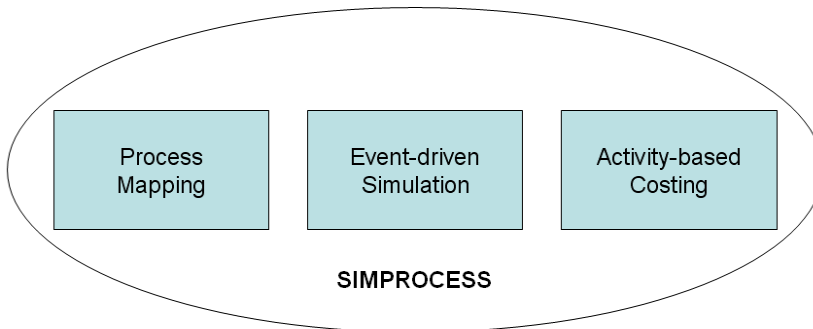 Process
Mapping
Event-driven
Simulation
Activity-based
Costing
SIMPROCESS